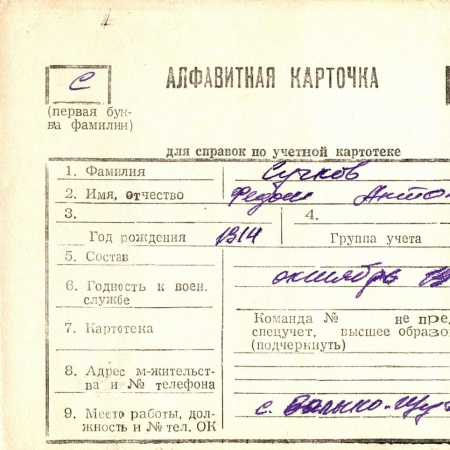 С
АЛФАВИТНАЯ КАРТОЧКА
(первая бук-
ва фамилии)
для справок по учетной картотеке
1. Фамилия Сучков
2. Имя, отчество Федор Анто
3. 4.
Год рождения 1914 Группа учета
5. Состав
октябрь
6. Годность к воен.
службе
Команда № не пре
7. Картотека спецучет, высшее образо
(подчеркнуть)
8. Адрес м-жительст-
ва и № телефона
9. Место работы, дол-
жность и № тел. ОК
с.